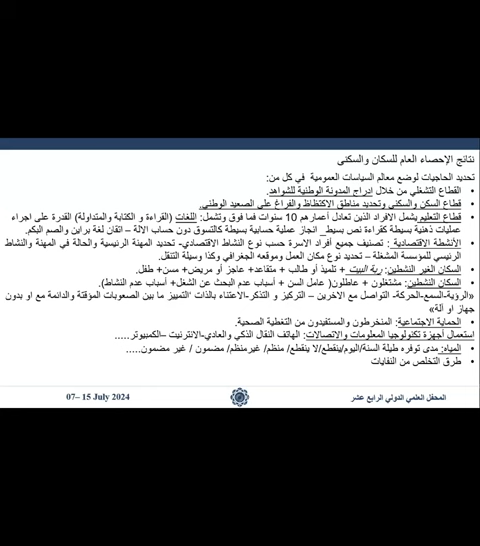 نتائج الإحصاء العام للسكان والسكنى
تحديد الحاجيات لوضع معالم السياسات العمومية في كل من:
• القطاع التشغلي من خلال إدراج المدونة الوطنية للشواهد.
• قطاع السكن والسكني وتحديد مناطق الاكتظاظ والفراغ على الصعيد الوطني.
• قطاع التعليم يشمل الافراد الذين تعادل أعمارهم 10 سنوات فما فوق وتشمل: اللغات (القراءة و الكتابة والمتداولة) القدرة على اجراء
عمليات ذهنية بسيطة كقراءة نص بسيط_ انجاز عملية حسابية بسيطة كالتسوق دون حساب الالة – اتقان لغة براين والصم البكم.
• الأنشطة الاقتصادية : تصنيف جميع أفراد الاسرة حسب نوع النشاط الاقتصادي- تحديد المهنة الرئيسية والحالة في المهنة والنشاط
الرئيسي للمؤسسة المشغلة – تحديد نوع مكان العمل وموقعه الجغرافي وكذا وسيلة التنقل.
• السكان الغير النشطين: ربة البيت + تلميذ أو طالب + متقاعد+ عاجز أو مريض+ مسن+ طفل.
• السكان النشطين: مشتغلون + عاطلون( عامل السن + أسباب عدم البحث عن الشغل+ أسباب عدم النشاط).
«الرؤية-السمع-الحركة- التواصل مع الاخرين – التركيز و التذكر-الاعتناء بالذات "التمييز ما بين الصعوبات المؤقتة والدائمة مع او بدون
جهاز او آلة»
• الحماية الاجتماعية: المنخرطون والمستفيدون من التغطية الصحية.
استعمال أجهزة تكنولوجيا المعلومات والاتصالات: الهاتف النقال الذكي والعادي-الانترنيت –الكمبيوتر.....
• المياه: مدى توفره طيلة السنة/اليوم/ينقطع/لا ينقطع/ منظم/ غيرمنظم/ مضمون / غير مضمون.....
• طرق التخلص من النفايات
07– 15 July 2024
المحفل العلمي الدولي الرابع عشر